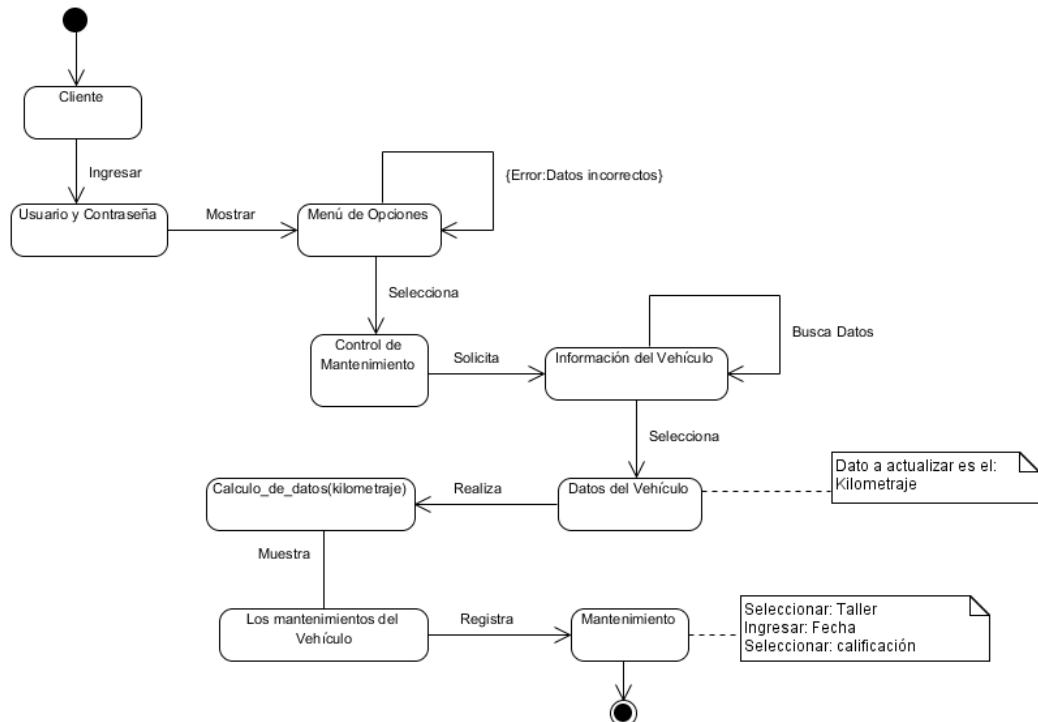 Cliente
Ingresar
Usuario y Contraseña
Mostrar
Menú de Opciones
{Error:Datos incorrectos}
Selecciona
Control de
Mantenimiento
Solicita
Información del Vehículo
Busca Datos
Selecciona
Datos del Vehículo
Dato a actualizar es el:
Kilometraje
Realiza
Calculo_de_datos(kilometraje)
Muestra
Los mantenimientos del
Vehículo
Registra
Mantenimiento
Seleccionar: Taller
Ingresar: Fecha
Seleccionar: calificación